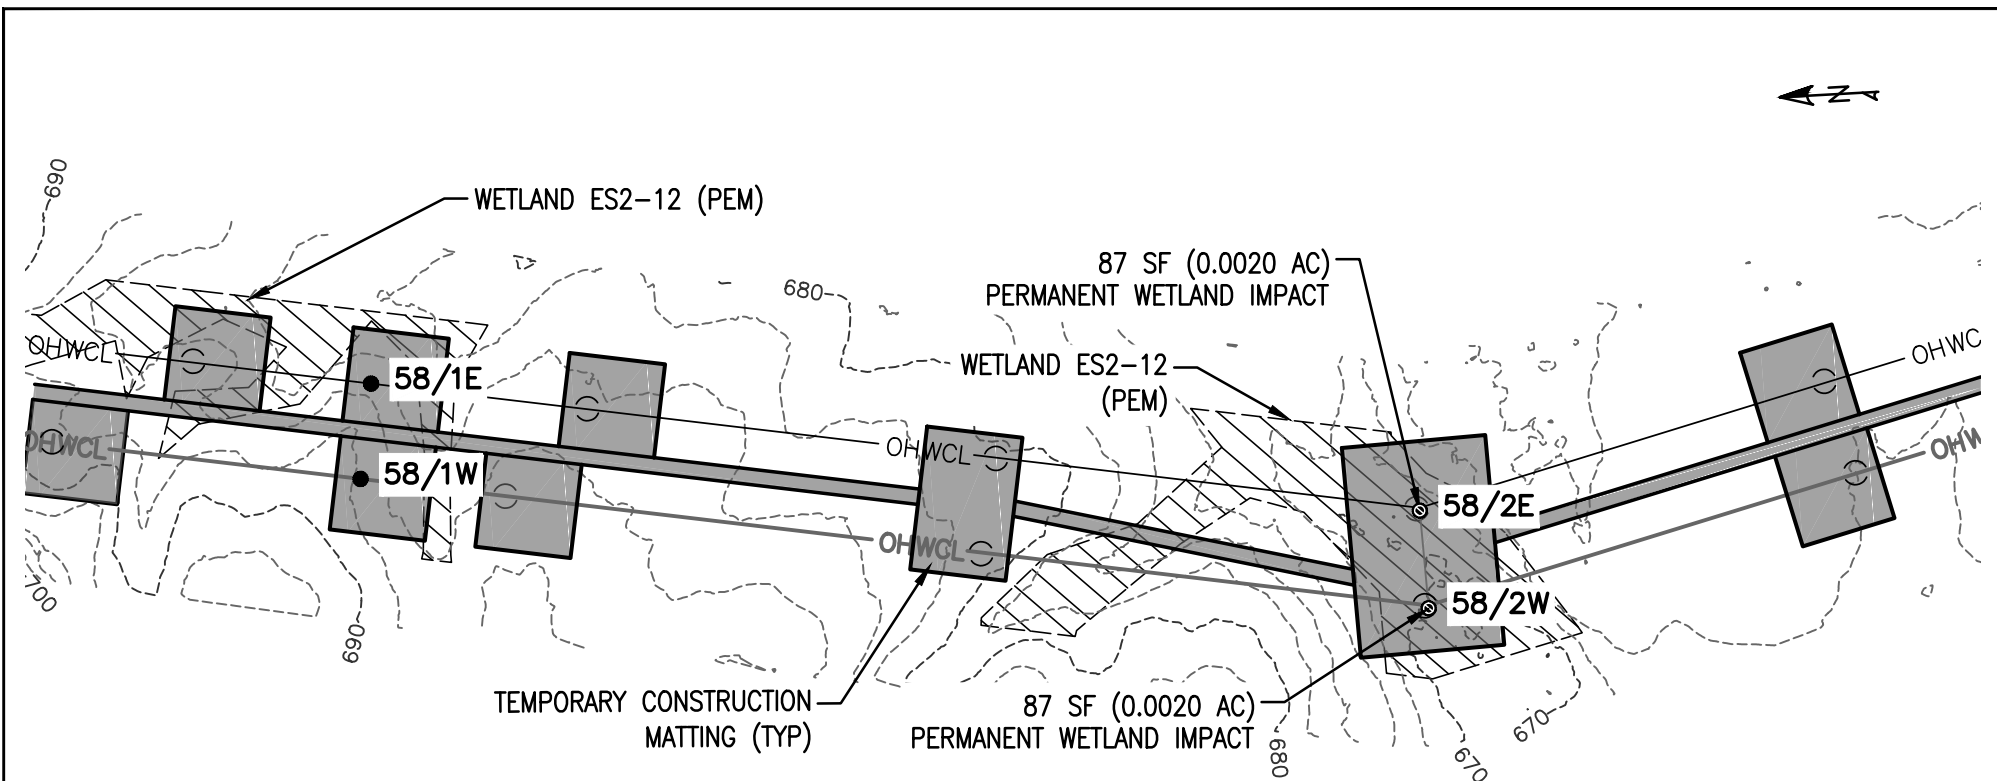 N
690
WETLAND ES2-12 (PEM)
87 SF (0.0020 AC)
PERMANENT WETLAND IMPACT
680
OHWCL
58/1E
WETLAND ES2-12
(PEM)
OHWC
OHWCL
OHWCL
58/1W
OHW
58/2E
OHWCL
58/2W
700
690
TEMPORARY CONSTRUCTION
MATTING (TYP)
87 SF (0.0020 AC)
PERMANENT WETLAND IMPACT
680
670
670